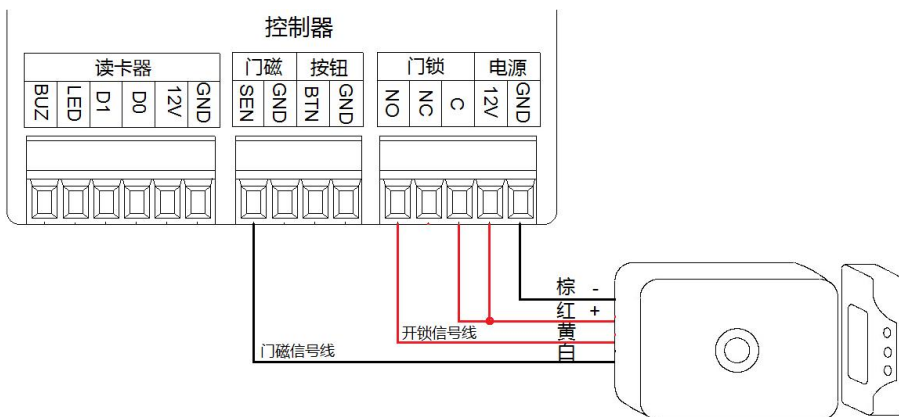 控制器
读卡器 门磁 按钮 门锁 电源
BUZ LED D1 D0 12V GND SEN GND BTN GND NO NC C 12V GND
棕 -
红 +
开锁信号线 黄
门磁信号线 白